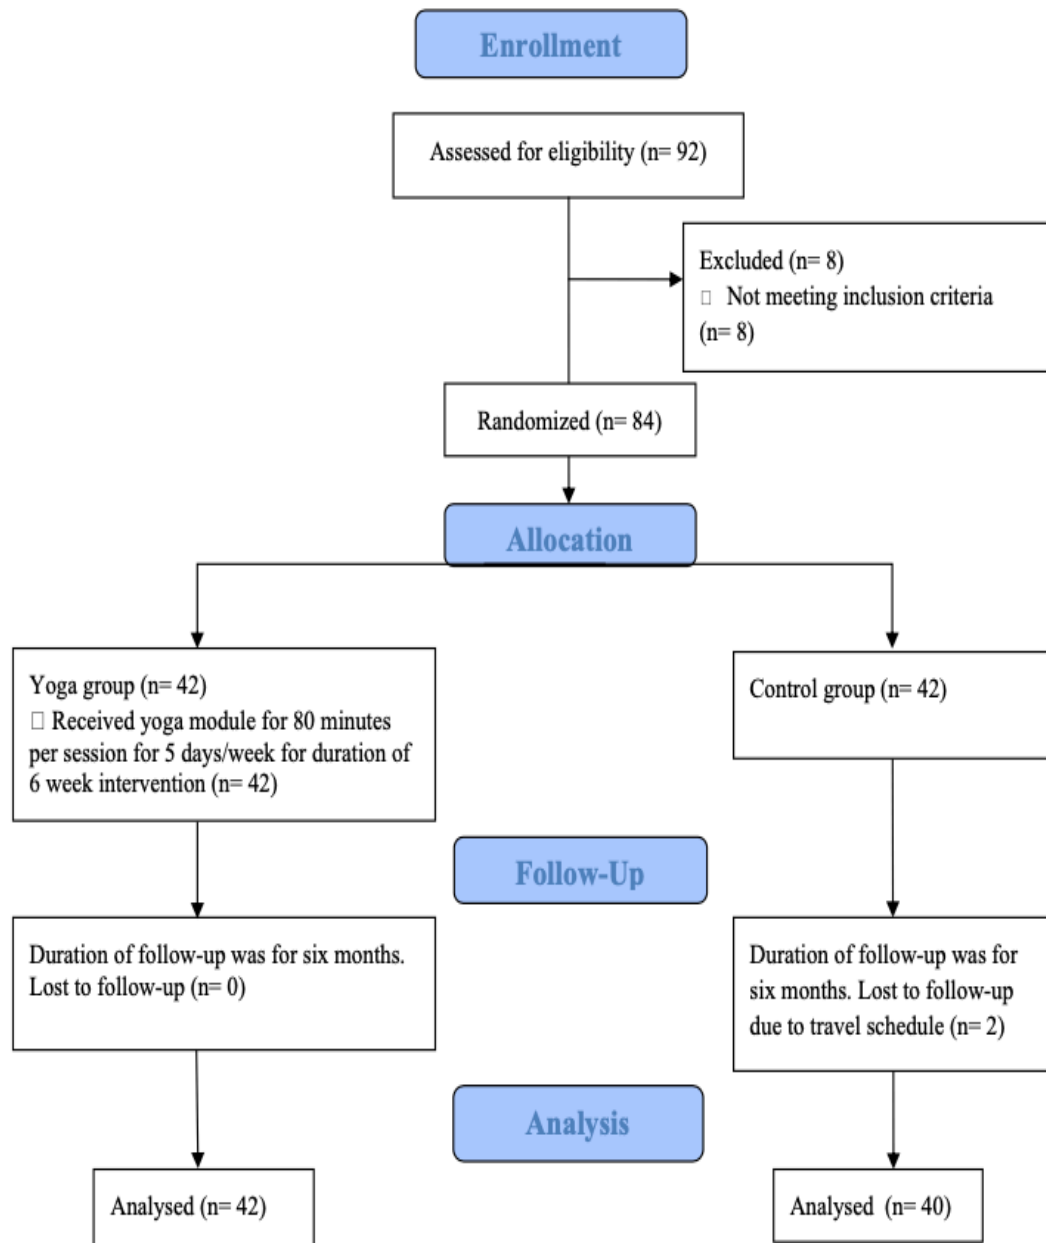 Enrollment
Assessed for eligibility (n= 92)
Excluded (n= 8)
□ Not meeting inclusion criteria
(n= 8)
Randomized (n= 84)
Allocation
Yoga group (n= 42)
□ Received yoga module for 80 minutes
per session for 5 days/week for duration of
6 week intervention (n= 42)
Control group (n= 42)
Follow-Up
Duration of follow-up was for six months.
Lost to follow-up (n= 0)
Duration of follow-up was for
six months. Lost to follow-up
due to travel schedule (n= 2)
Analysis
Analysed (n= 42)
Analysed (n= 40)